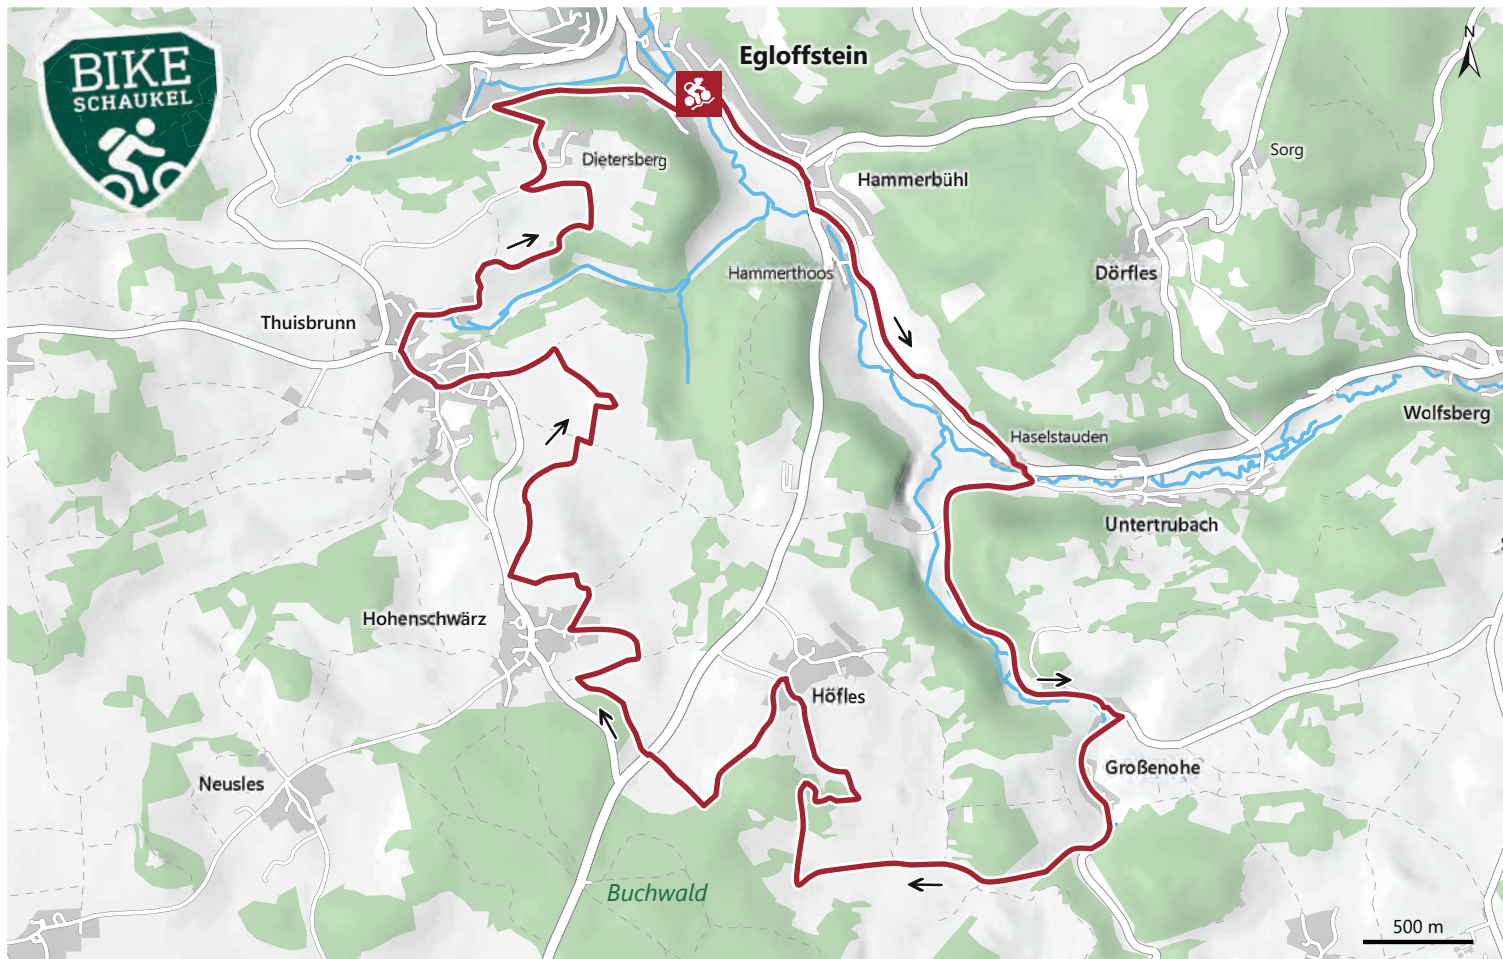 BIKE
SCHAUKEL
Egloffstein
N
Dietersberg
Sorg
Hammerbühl
Hammerthoos
Dörfles
Thuisbrunn
Wolfsberg
Haselstauden
Untertrubach
Hohenschwärz
Höfles
Großenohe
Neusles
Buchwald
500 m